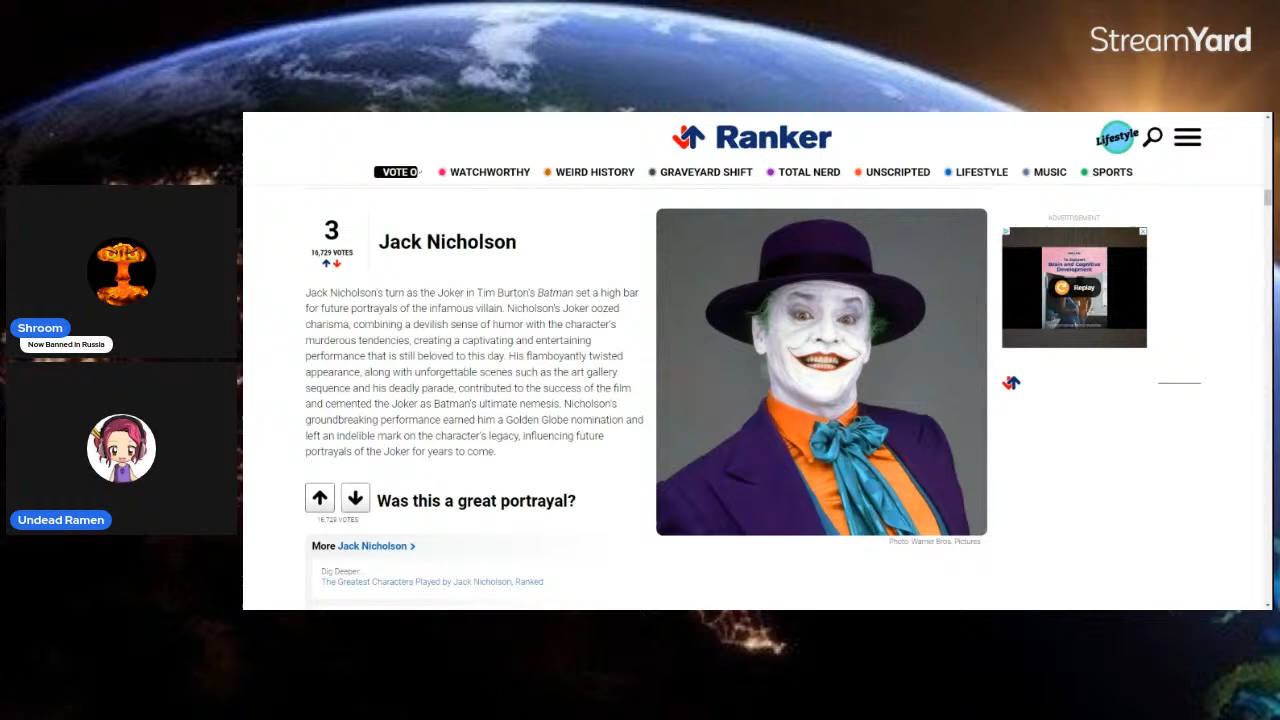 StreamYard
Ranker
Lifestyle
VOTE O
WATCHWORTHY
WEIRD HISTORY
GRAVEYARD SHIFT
TOTAL NERD
UNSCRIPTED
LIFESTYLE
MUSIC
SPORTS
3
16,729 VOTES
Jack Nicholson
Jack Nicholson's turn as the Joker in Tim Burton's Batman set a high bar
for future portrayals of the infamous villain. Nicholson's Joker oozed
charisma, combining a devilish sense of humor with the character's
murderous tendencies, creating a captivating and entertaining
performance that is still beloved to this day. His flamboyantly twisted
appearance, along with unforgettable scenes such as the art gallery
sequence and his deadly parade, contributed to the success of the film
and cemented the Joker as Batman's ultimate nemesis. Nicholson's
groundbreaking performance earned him a Golden Globe nomination and
left an indelible mark on the character's legacy, influencing future
portrayals of the Joker for years to come.
Was this a great portrayal?
16,729 VOTES
More Jack Nicholson >
Dig Deeper...
The Greatest Characters Played by Jack Nicholson, Ranked
Photo: Warner Bros. Pictures
ADVERTISEMENT
To Support
Brain and Cognitive
Development
Replay
Shroom
Now Banned in Russia
Undead Ramen